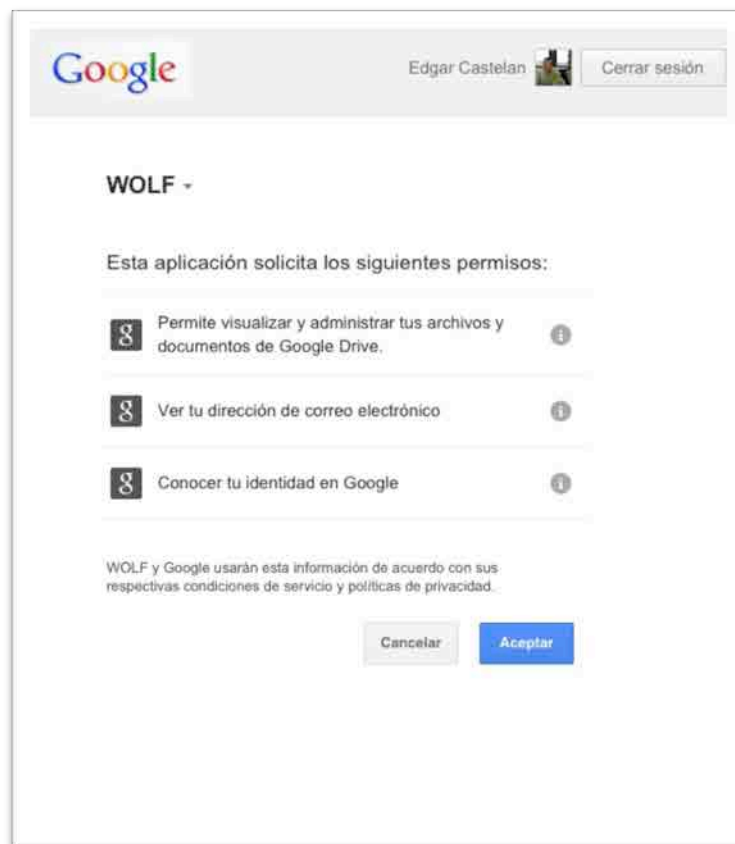 Google
Edgar Castelan
Cerrar sesión
WOLF
Esta aplicación solicita los siguientes permisos:
Permite visualizar y administrar tus archivos y
documentos de Google Drive.
Ver tu dirección de correo electrónico
Conocer tu identidad en Google
WOLF y Google usarán esta información de acuerdo con sus
respectivas condiciones de servicio y políticas de privacidad.
Cancelar
Aceptar